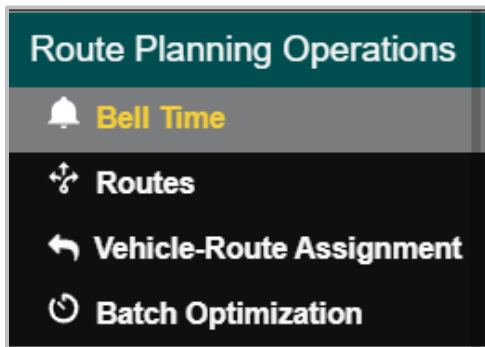 Route Planning Operations
Bell Time
Routes
Vehicle-Route Assignment
Batch Optimization